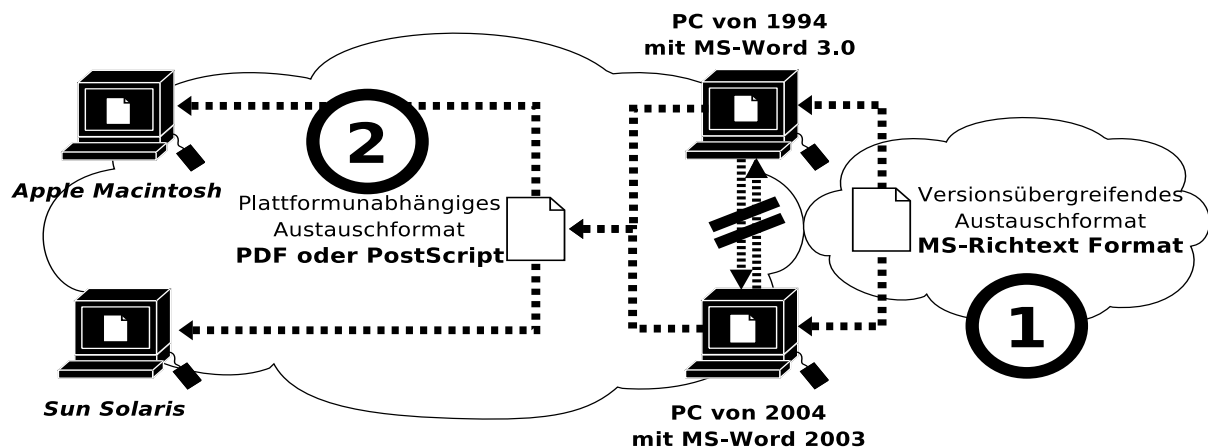 PC von 1994
mit MS-Word 3.0
2
Apple Macintosh
Plattformunabhängiges
Austauschformat
PDF oder PostScript
Versionsübergreifendes
Austauschformat
MS-Richtext Format
1
Sun Solaris
PC von 2004
mit MS-Word 2003